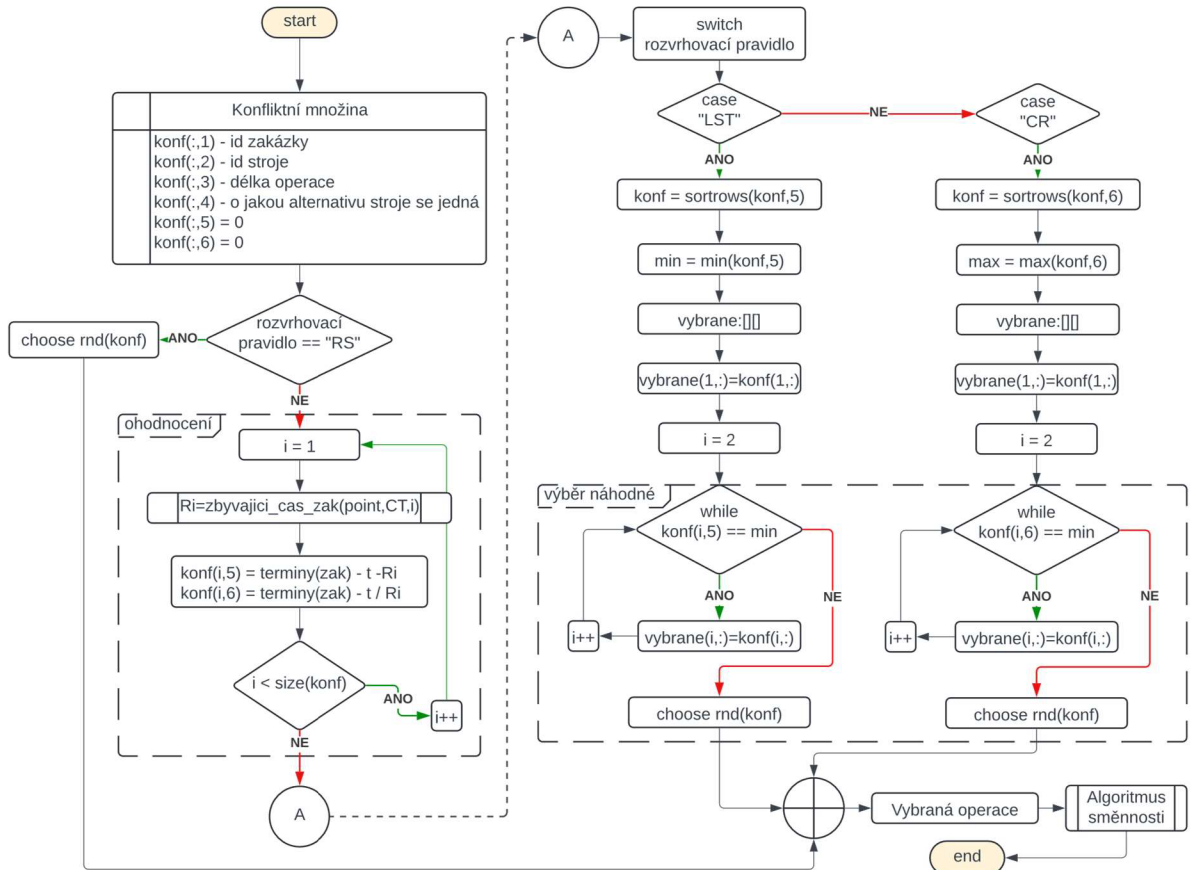 start
Konfliktní množina
konf(:,1) - id zakázky
konf(:,2) - id stroje
konf(:,3) - délka operace
konf(:,4) - o jakou alternativu stroje se jedná
konf(:,5) = 0
konf(:,6) = 0
rozvrhovací
pravidlo == "RS"
ANO
choose rnd(konf)
NE
ohodnocení
i = 1
Ri=zbyvajici_cas_zak(point,CT,i)
konf(i,5) = terminy(zak) - t -Ri
konf(i,6) = terminy(zak) - t / Ri
i < size(konf)
ANO
i++
NE
A
A
switch
rozvrhovací pravidlo
case
"LST"
NE
case
"CR"
ANO
konf = sortrows(konf,5)
min = min(konf,5)
vybrane:[][]
vybrane(1,:)=konf(1,:)
i = 2
výběr náhodné
while
konf(i,5) == min
ANO
NE
i++
vybrane(i,:)=konf(i,:)
choose rnd(konf)
ANO
konf = sortrows(konf,6)
max = max(konf,6)
vybrane:[][]
vybrane(1,:)=konf(1,:)
i = 2
while
konf(i,6) == min
ANO
NE
i++
vybrane(i,:)=konf(i,:)
choose rnd(konf)
Vybraná operace
Algoritmus
směnnosti
end